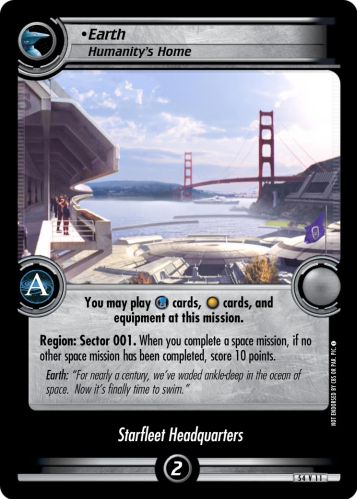 •Earth
Humanity's Home
A
You may play cards, cards, and
equipment at this mission.
Region: Sector 001. When you complete a space mission, if no
other space mission has been completed, score 10 points.
Earth: "For nearly a century, we've waded ankle-deep in the ocean of
space. Now it's finally time to swim."
NOT ENDORSED BY CBS OR PAR. PIC.
Starfleet Headquarters
2
54 V 11